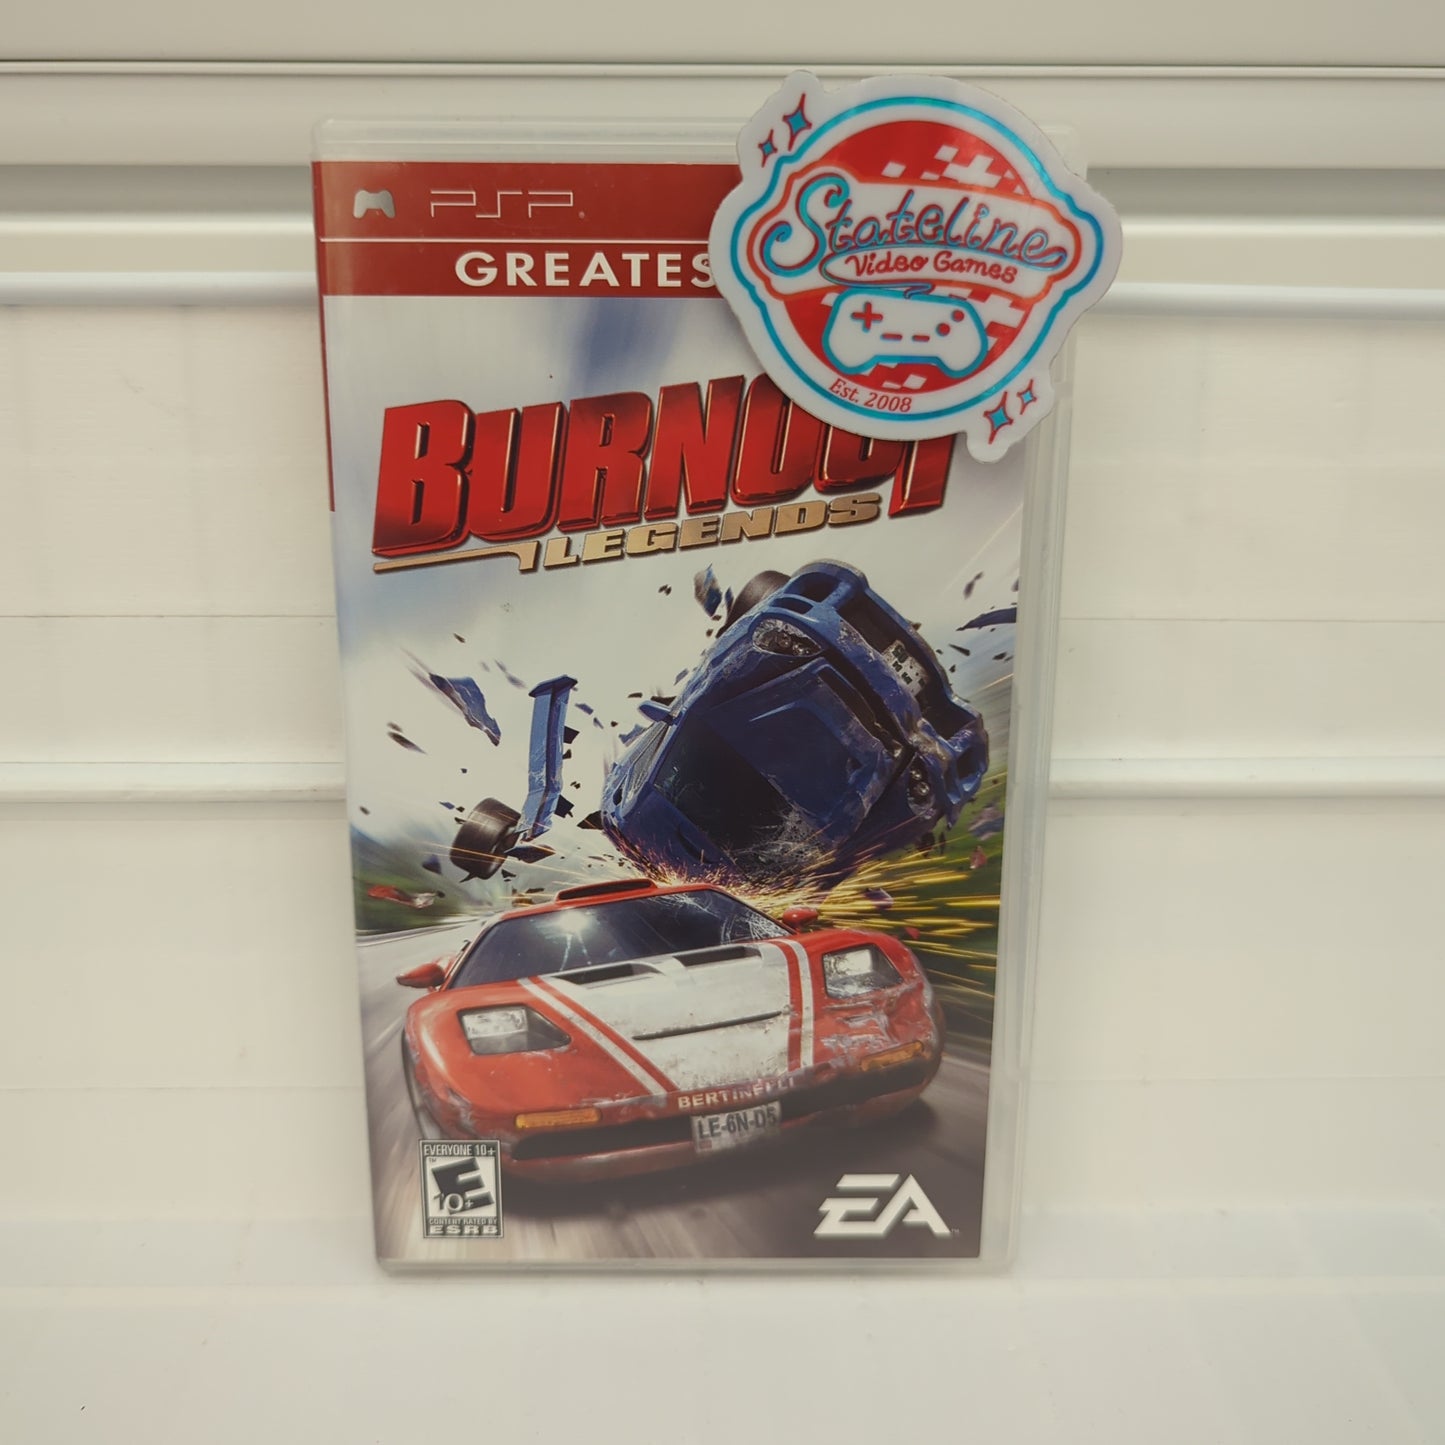 PSP
GREATES
Stateline
Video Games
Est. 2008
BURNOUT
LEGENDS
BERTINELLI
LE-6N-D5
EVERYONE 10+
E
10+
CONTENT RATED BY
ESRB
EA